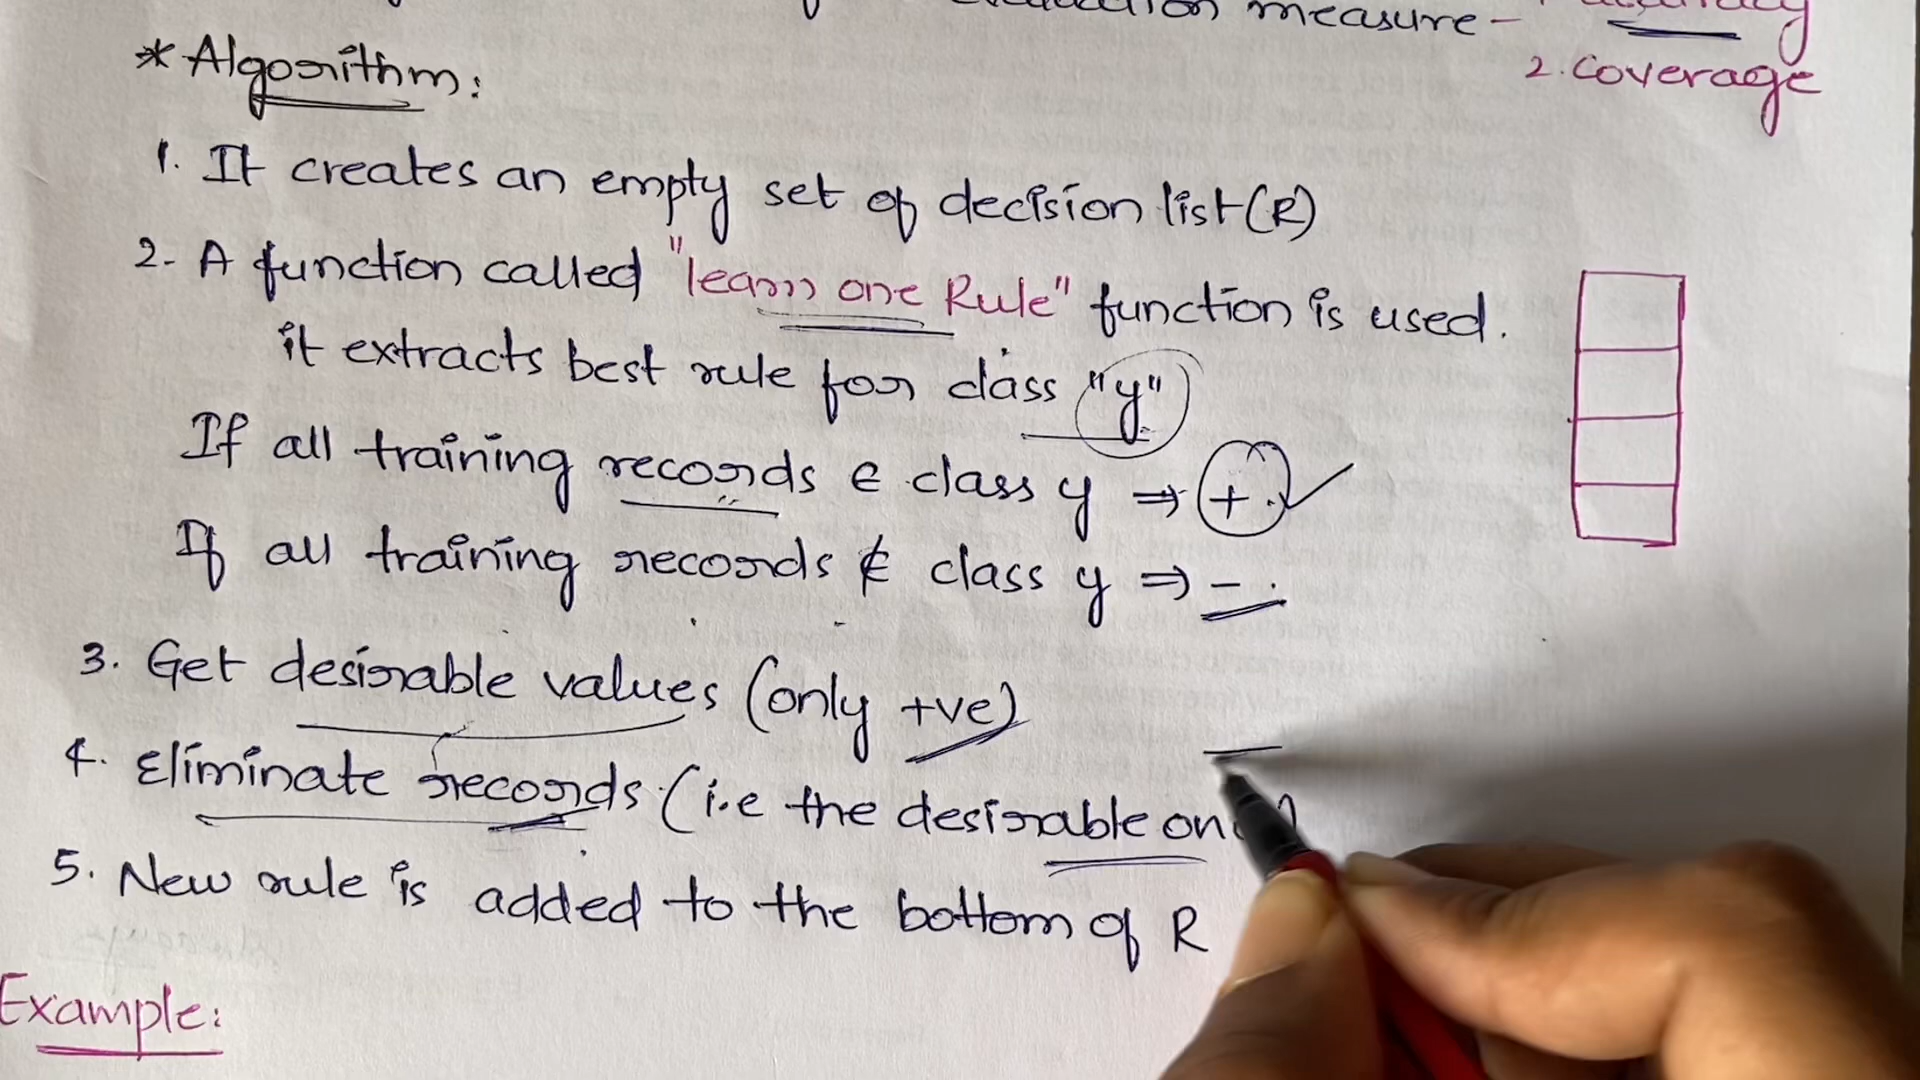 measure - 1. accuracy
2. coverage
* Algorithm:
1. It creates an empty set of decision list (R)
2. A function called "learn one Rule" function is used.
it extracts best rule for class "y"
If all training records ∈ class y ⇒ +.
If all training records ∉ class y ⇒ -.
3. Get desirable values (only +ve)
4. Eliminate records (i.e the desirable
5. New rule is added to the bottom of R
Example: